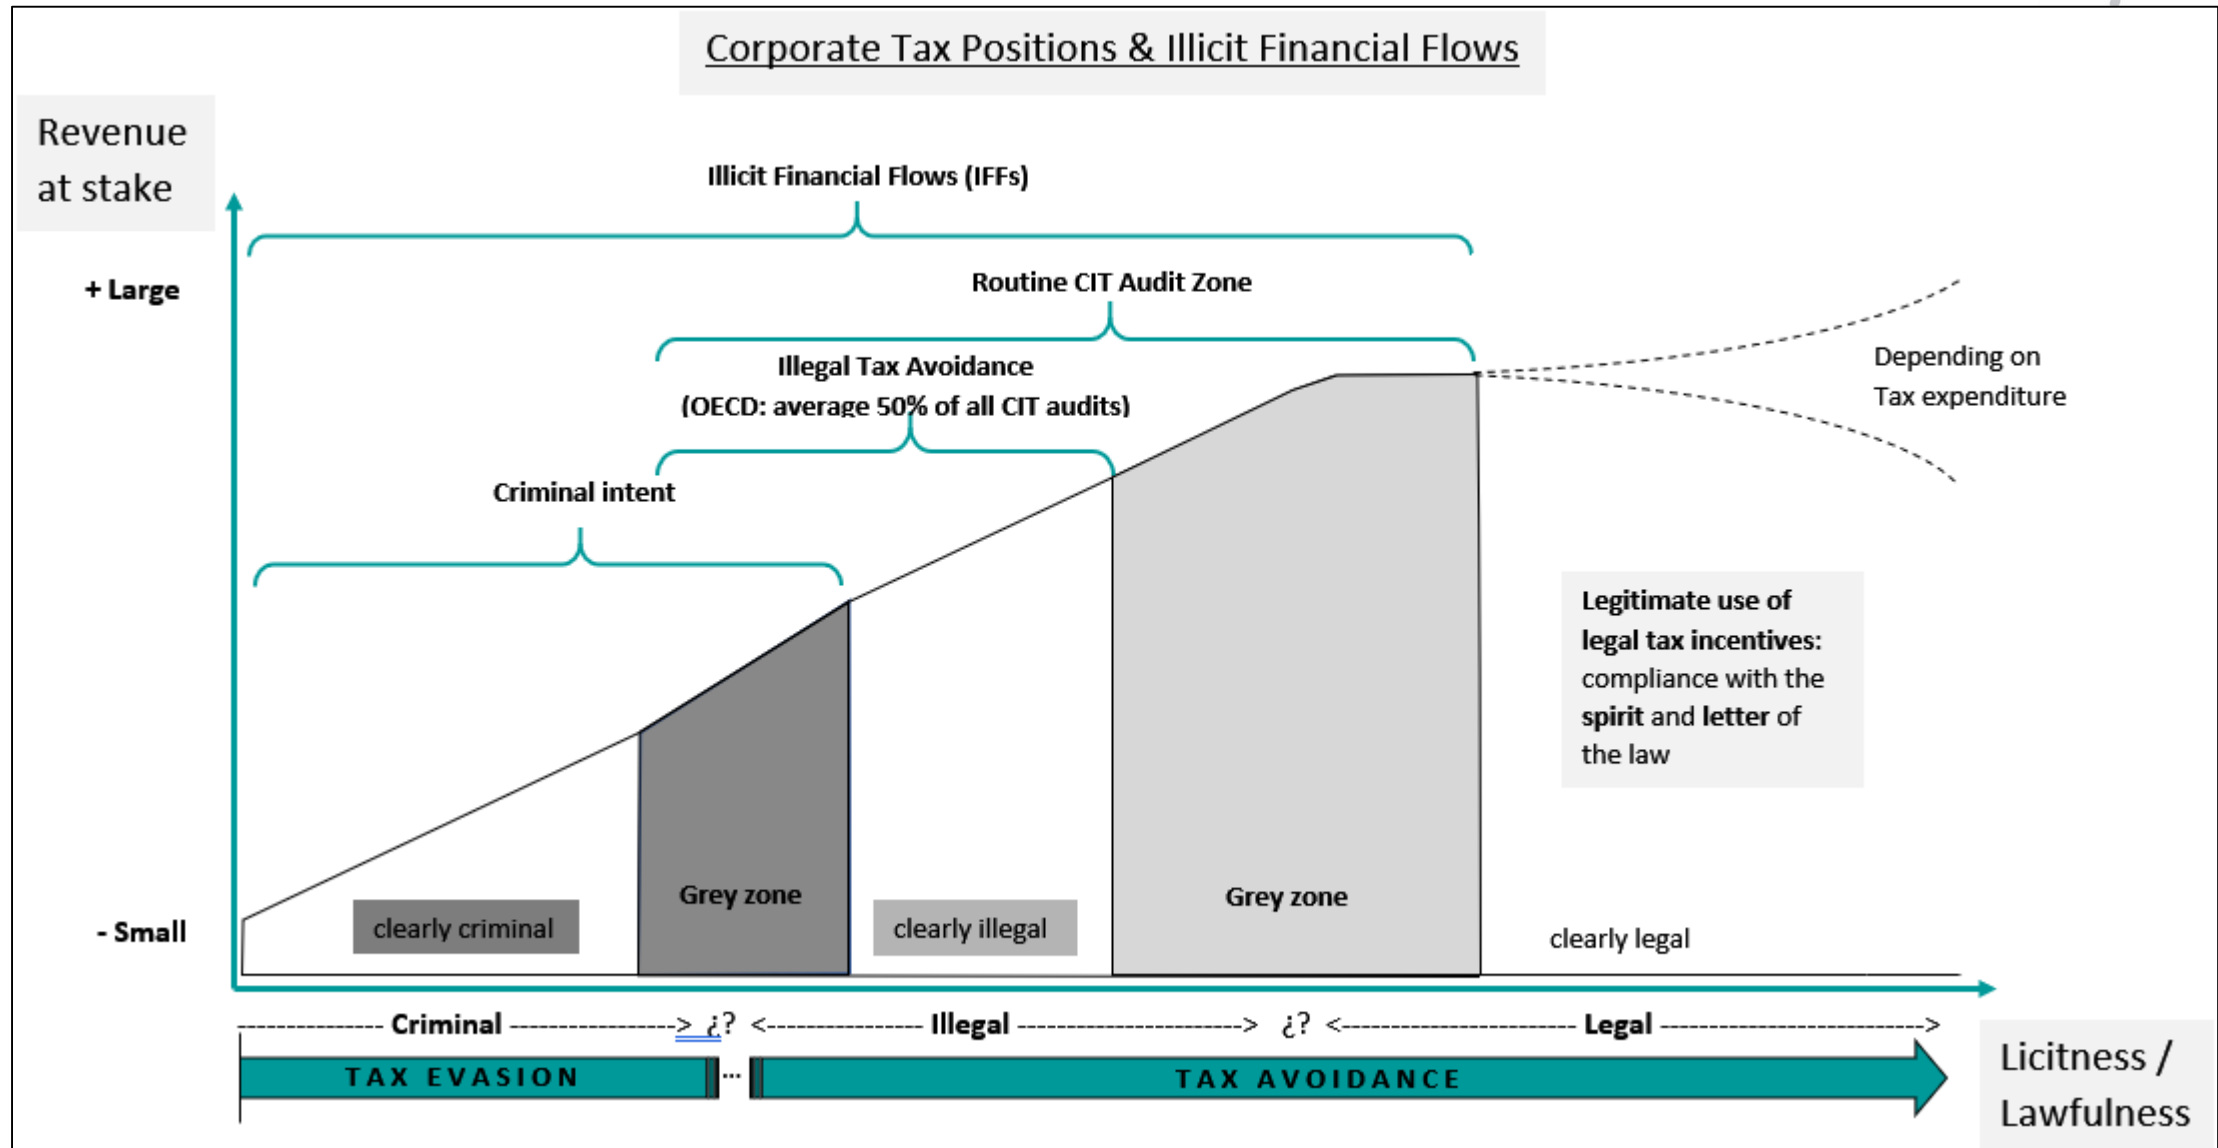 Corporate Tax Positions & Illicit Financial Flows
Revenue
at stake
Illicit Financial Flows (IFFs)
+ Large
Routine CIT Audit Zone
Illegal Tax Avoidance
(OECD: average 50% of all CIT audits)
Depending on
Tax expenditure
Criminal intent
Legitimate use of
legal tax incentives:
compliance with the
spirit and letter of
the law
Grey zone
Grey zone
- Small
clearly criminal
clearly illegal
clearly legal
--------------- Criminal -----------------> ¿? <---------------- Illegal -----------------------> ¿? <------------------------ Legal --------------------------->
TAX EVASION ... TAX AVOIDANCE
Licitness /
Lawfulness